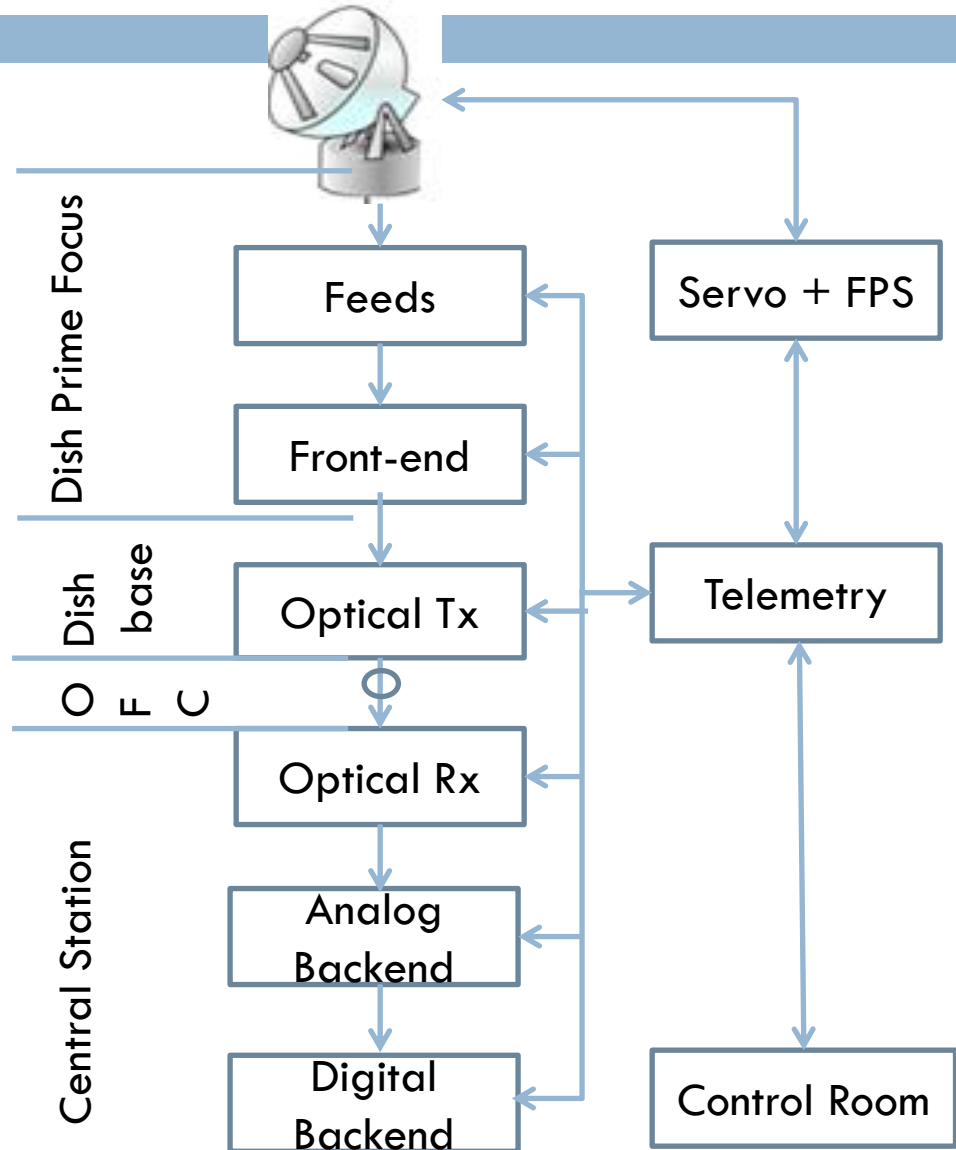 Dish Prime Focus
Feeds
Servo + FPS
Front-end
Dish
base
Optical Tx
Telemetry
O
F
C
Optical Rx
Central Station
Analog
Backend
Digital
Backend
Control Room